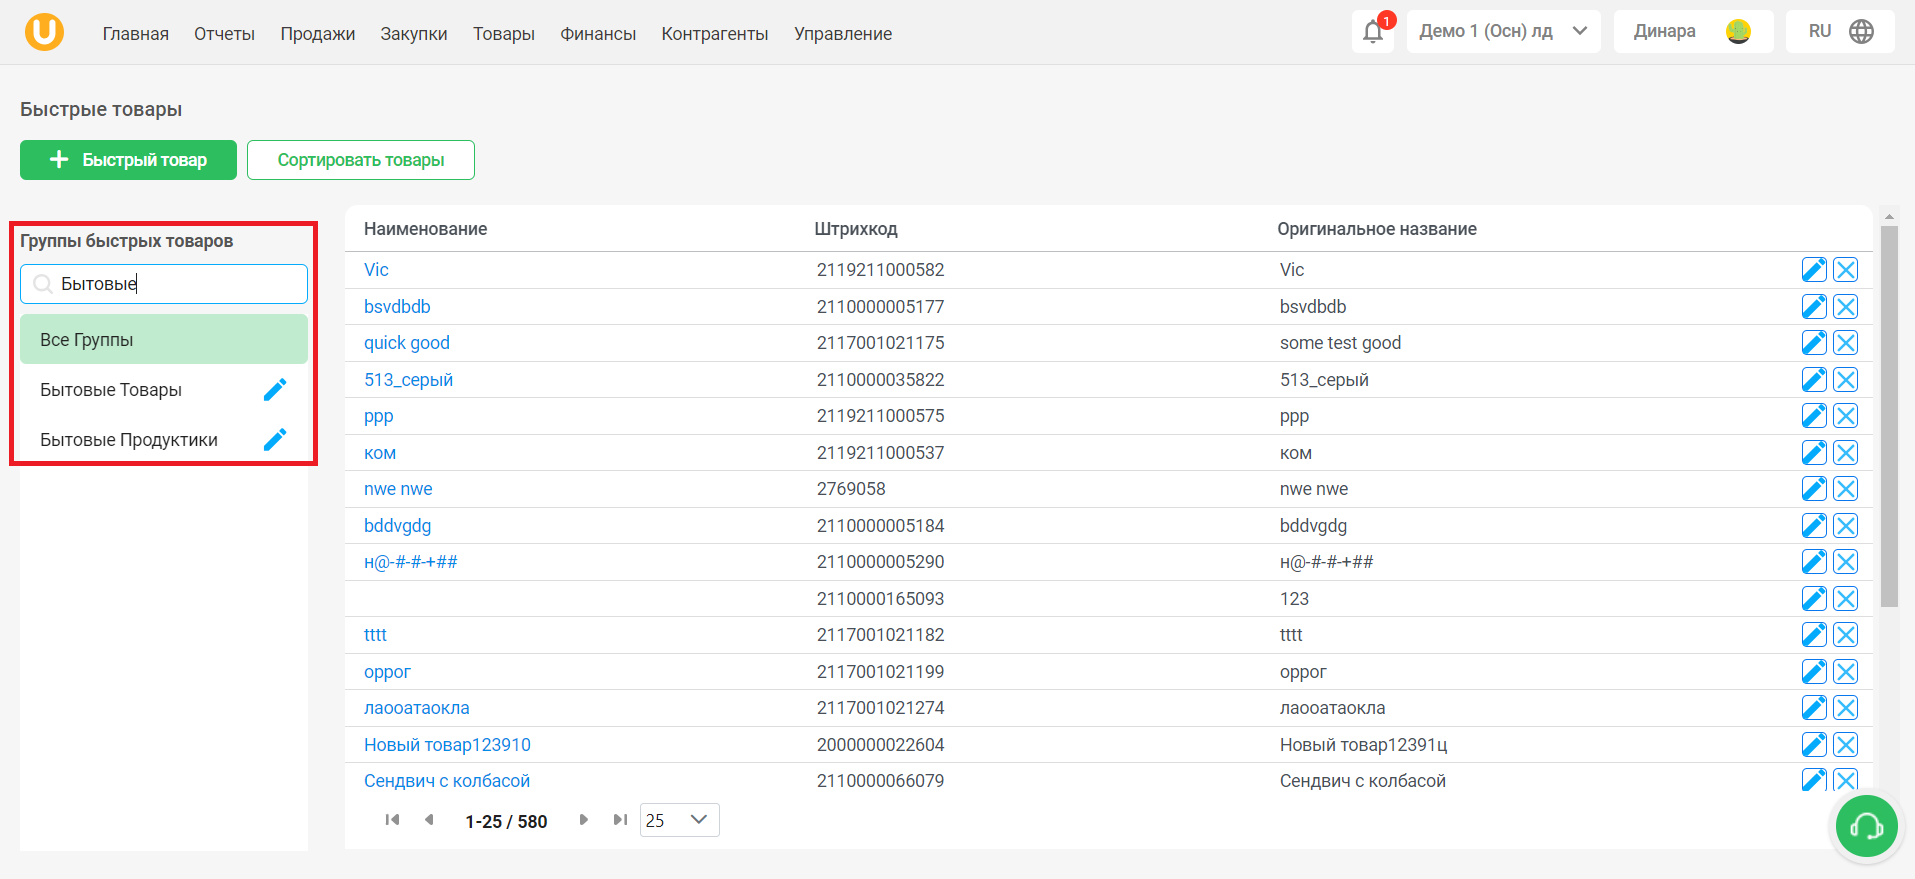 Главная Отчеты Продажи Закупки Товары Финансы Контрагенты Управление 1 Демо 1 (Осн) лд Динара RU
Быстрые товары
Быстрый товар Сортировать товары
Группы быстрых товаров
Бытовые
Все Группы
Бытовые Товары
Бытовые Продуктики
Наименование Штрихкод Оригинальное название
Vic 2119211000582 Vic
bsvdbdb 2110000005177 bsvdbdb
quick good 2117001021175 some test good
513_серый 2110000035822 513_серый
ppp 2119211000575 ppp
ком 2119211000537 ком
nwe nwe 2769058 nwe nwe
bddvgdg 2110000005184 bddvgdg
н@-#-#-+## 2110000005290 н@-#-#-+##
2110000165093 123
tttt 2117001021182 tttt
оррог 2117001021199 оррог
лаооатаокла 2117001021274 лаооатаокла
Новый товар123910 2000000022604 Новый товар12391ц
Сендвич с колбасой 2110000066079 Сендвич с колбасой
1-25 / 580 25